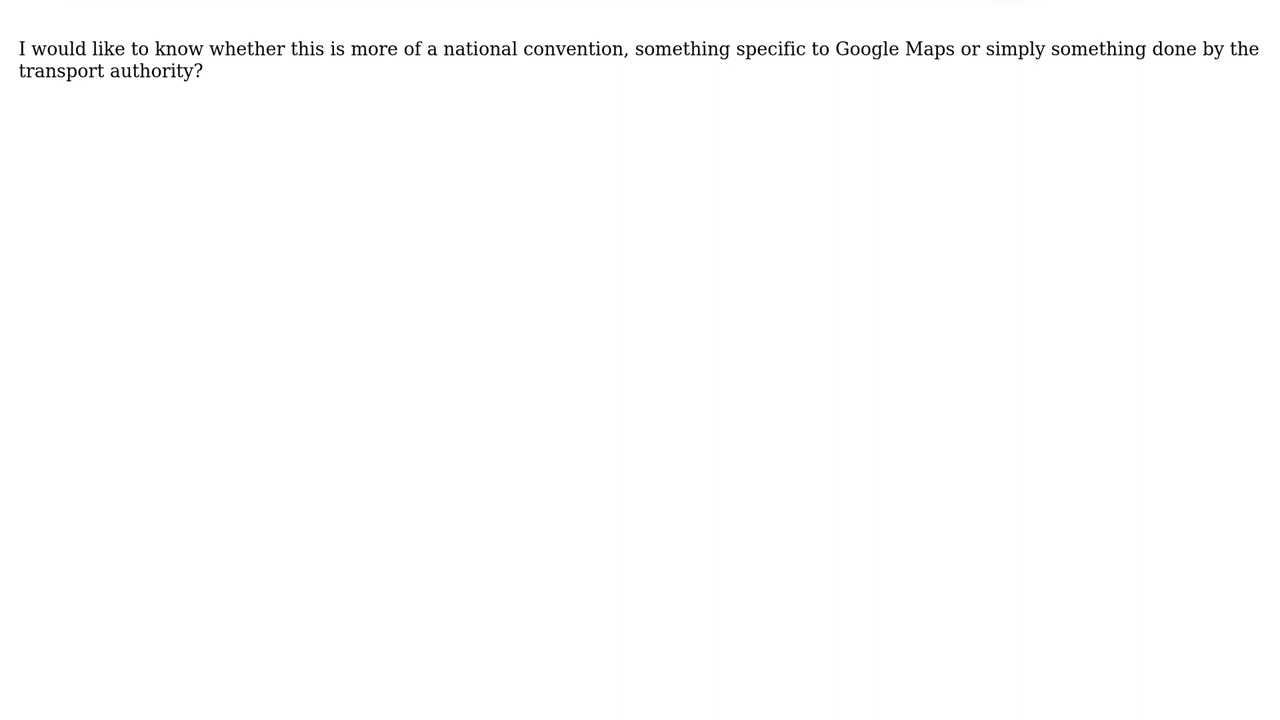 I would like to know whether this is more of a national convention, something specific to Google Maps or simply something done by the
transport authority?